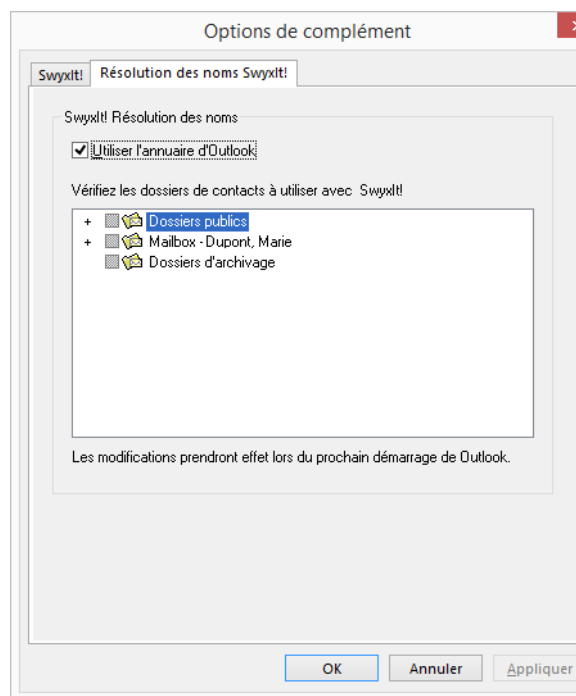 Options de complément
SwyxIt!
Résolution des noms SwyxIt!
SwyxIt! Résolution des noms
Utiliser l'annuaire d'Outlook
Vérifiez les dossiers de contacts à utiliser avec SwyxIt!
Dossiers publics
Mailbox - Dupont, Marie
Dossiers d'archivage
Les modifications prendront effet lors du prochain démarrage de Outlook.
OK
Annuler
Appliquer